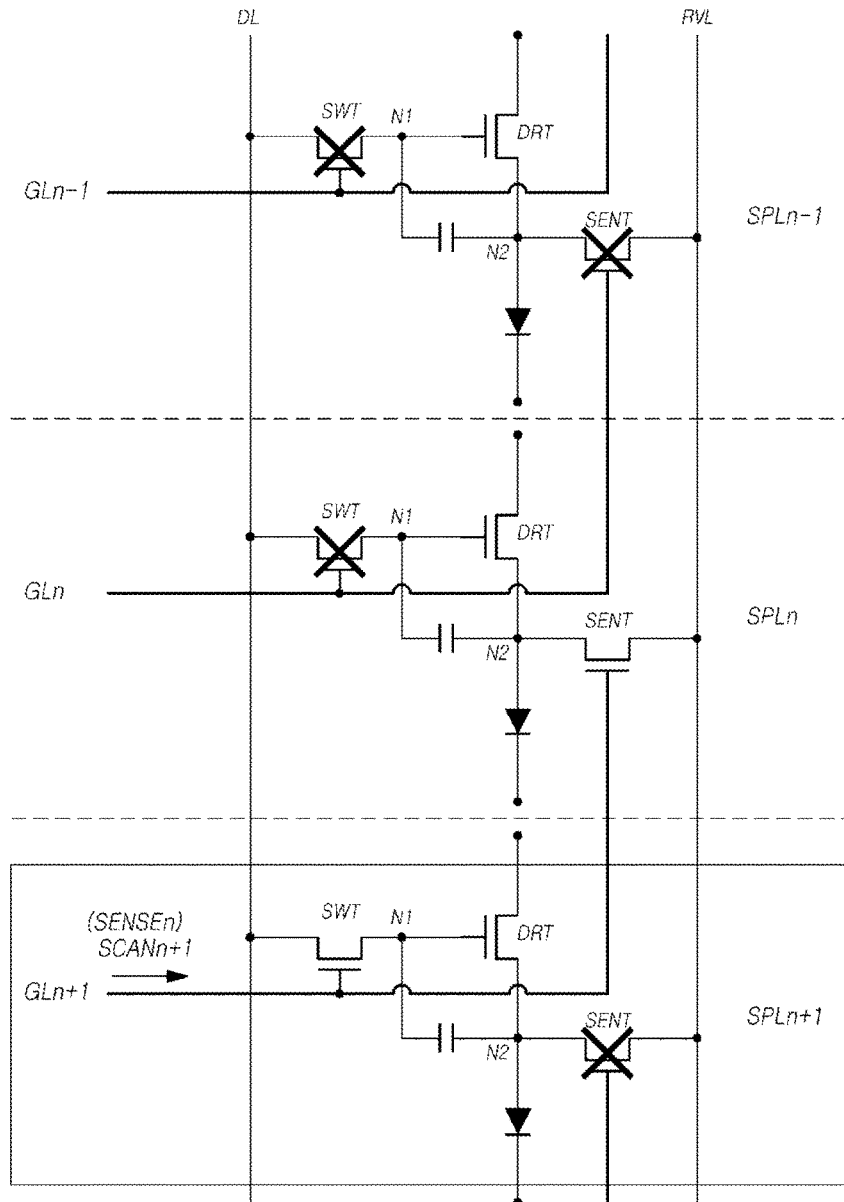 DL
RVL
SWT
N1
DRT
GLn-1
SENT
SPLn-1
N2
SWT
N1
DRT
GLn
SENT
SPLn
N2
(SENSEn)
SCANn+1
SWT
N1
DRT
GLn+1
SENT
SPLn+1
N2